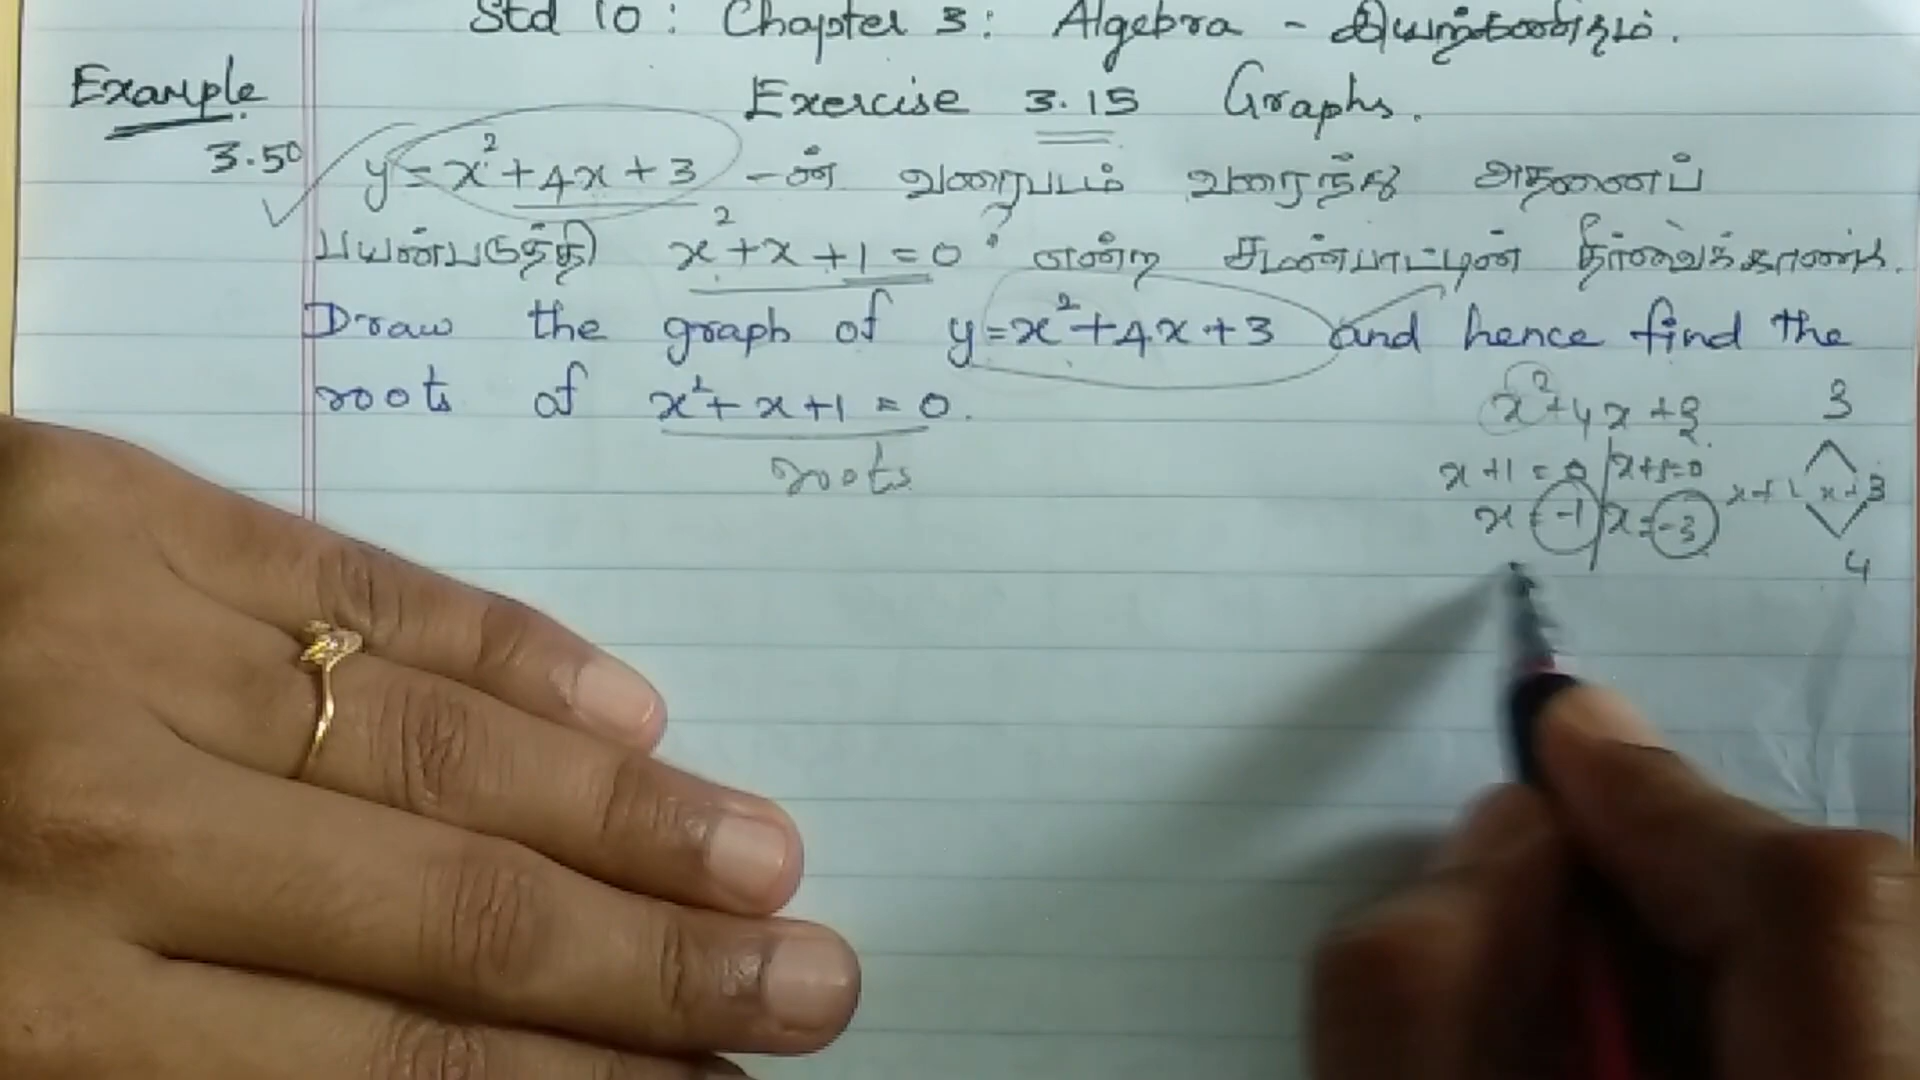 Std 10 : Chapter 3 : Algebra - இயற்கணிதம்.
Example 3.50
Exercise 3.15 Graphs.
y = x² + 4x + 3 -ன் வரைபடம் வரைந்து அதனைப்
பயன்படுத்தி x² + x + 1 = 0 என்ற சமன்பாட்டின் தீர்வைக்காண்க.
Draw the graph of y = x² + 4x + 3 and hence find the
roots of x² + x + 1 = 0.
roots
x² + 4x + 3
x + 1 = 0 | x + 3 = 0
x = -1 | x = -3
3
x + 1 x + 3
4